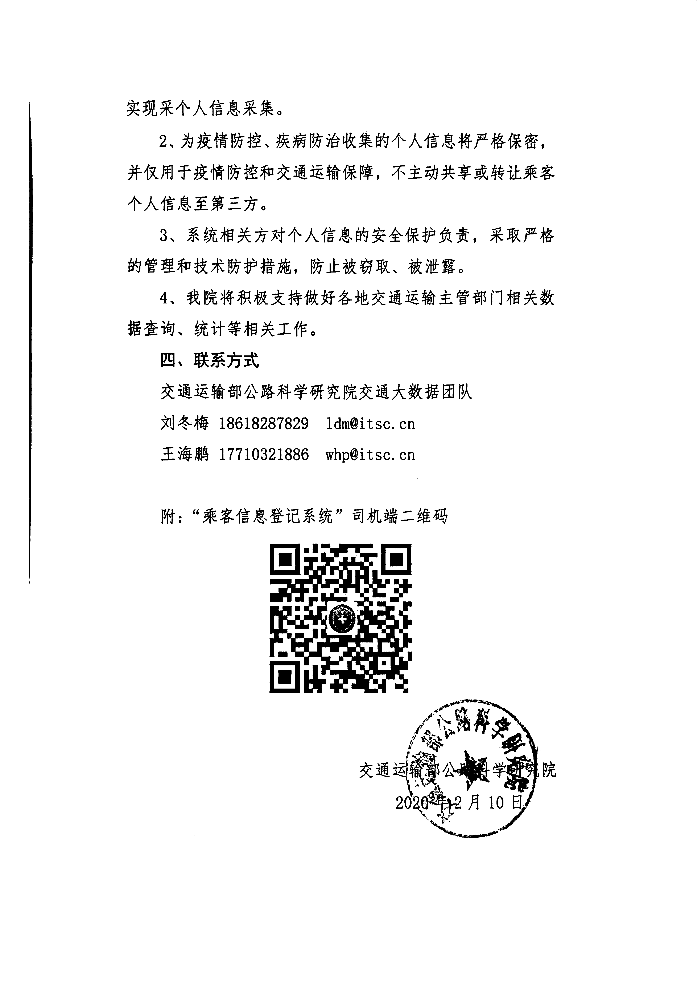 实现采个人信息采集。
2、为疫情防控、疾病防治收集的个人信息将严格保密，
并仅用于疫情防控和交通运输保障，不主动共享或转让乘客
个人信息至第三方。
3、系统相关方对个人信息的安全保护负责，采取严格
的管理和技术防护措施，防止被窃取、被泄露。
4、我院将积极支持做好各地交通运输主管部门相关数
据查询、统计等相关工作。
四、联系方式
交通运输部公路科学研究院交通大数据团队
刘冬梅 18618287829 ldm@itsc.cn
王海鹏 17710321886 whp@itsc.cn
附：“乘客信息登记系统”司机端二维码
部公路科学研究院
交通运输部公路科学研究院
2020年2月10日